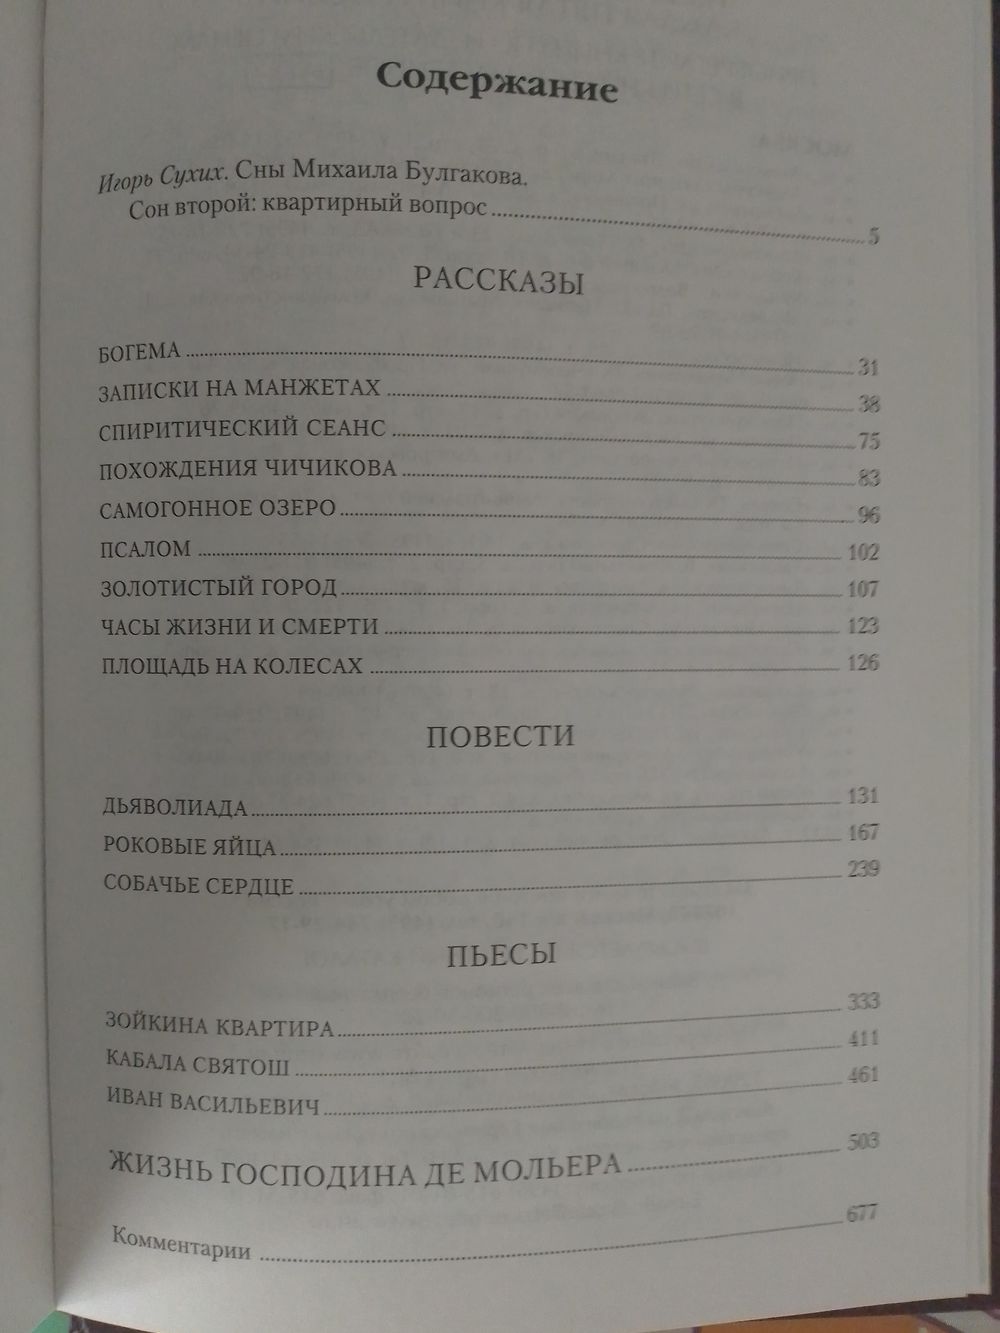 Содержание
Игорь Сухих. Сны Михаила Булгакова.
Сон второй: квартирный вопрос 5
РАССКАЗЫ
БОГЕМА 31
ЗАПИСКИ НА МАНЖЕТАХ 38
СПИРИТИЧЕСКИЙ СЕАНС 75
ПОХОЖДЕНИЯ ЧИЧИКОВА 83
САМОГОННОЕ ОЗЕРО 96
ПСАЛОМ 102
ЗОЛОТИСТЫЙ ГОРОД 107
ЧАСЫ ЖИЗНИ И СМЕРТИ 123
ПЛОЩАДЬ НА КОЛЕСАХ 126
ПОВЕСТИ
ДЬЯВОЛИАДА 131
РОКОВЫЕ ЯЙЦА 167
СОБАЧЬЕ СЕРДЦЕ 239
ПЬЕСЫ
ЗОЙКИНА КВАРТИРА 333
КАБАЛА СВЯТОШ 411
ИВАН ВАСИЛЬЕВИЧ 461
ЖИЗНЬ ГОСПОДИНА ДЕ МОЛЬЕРА 503
Комментарии 677